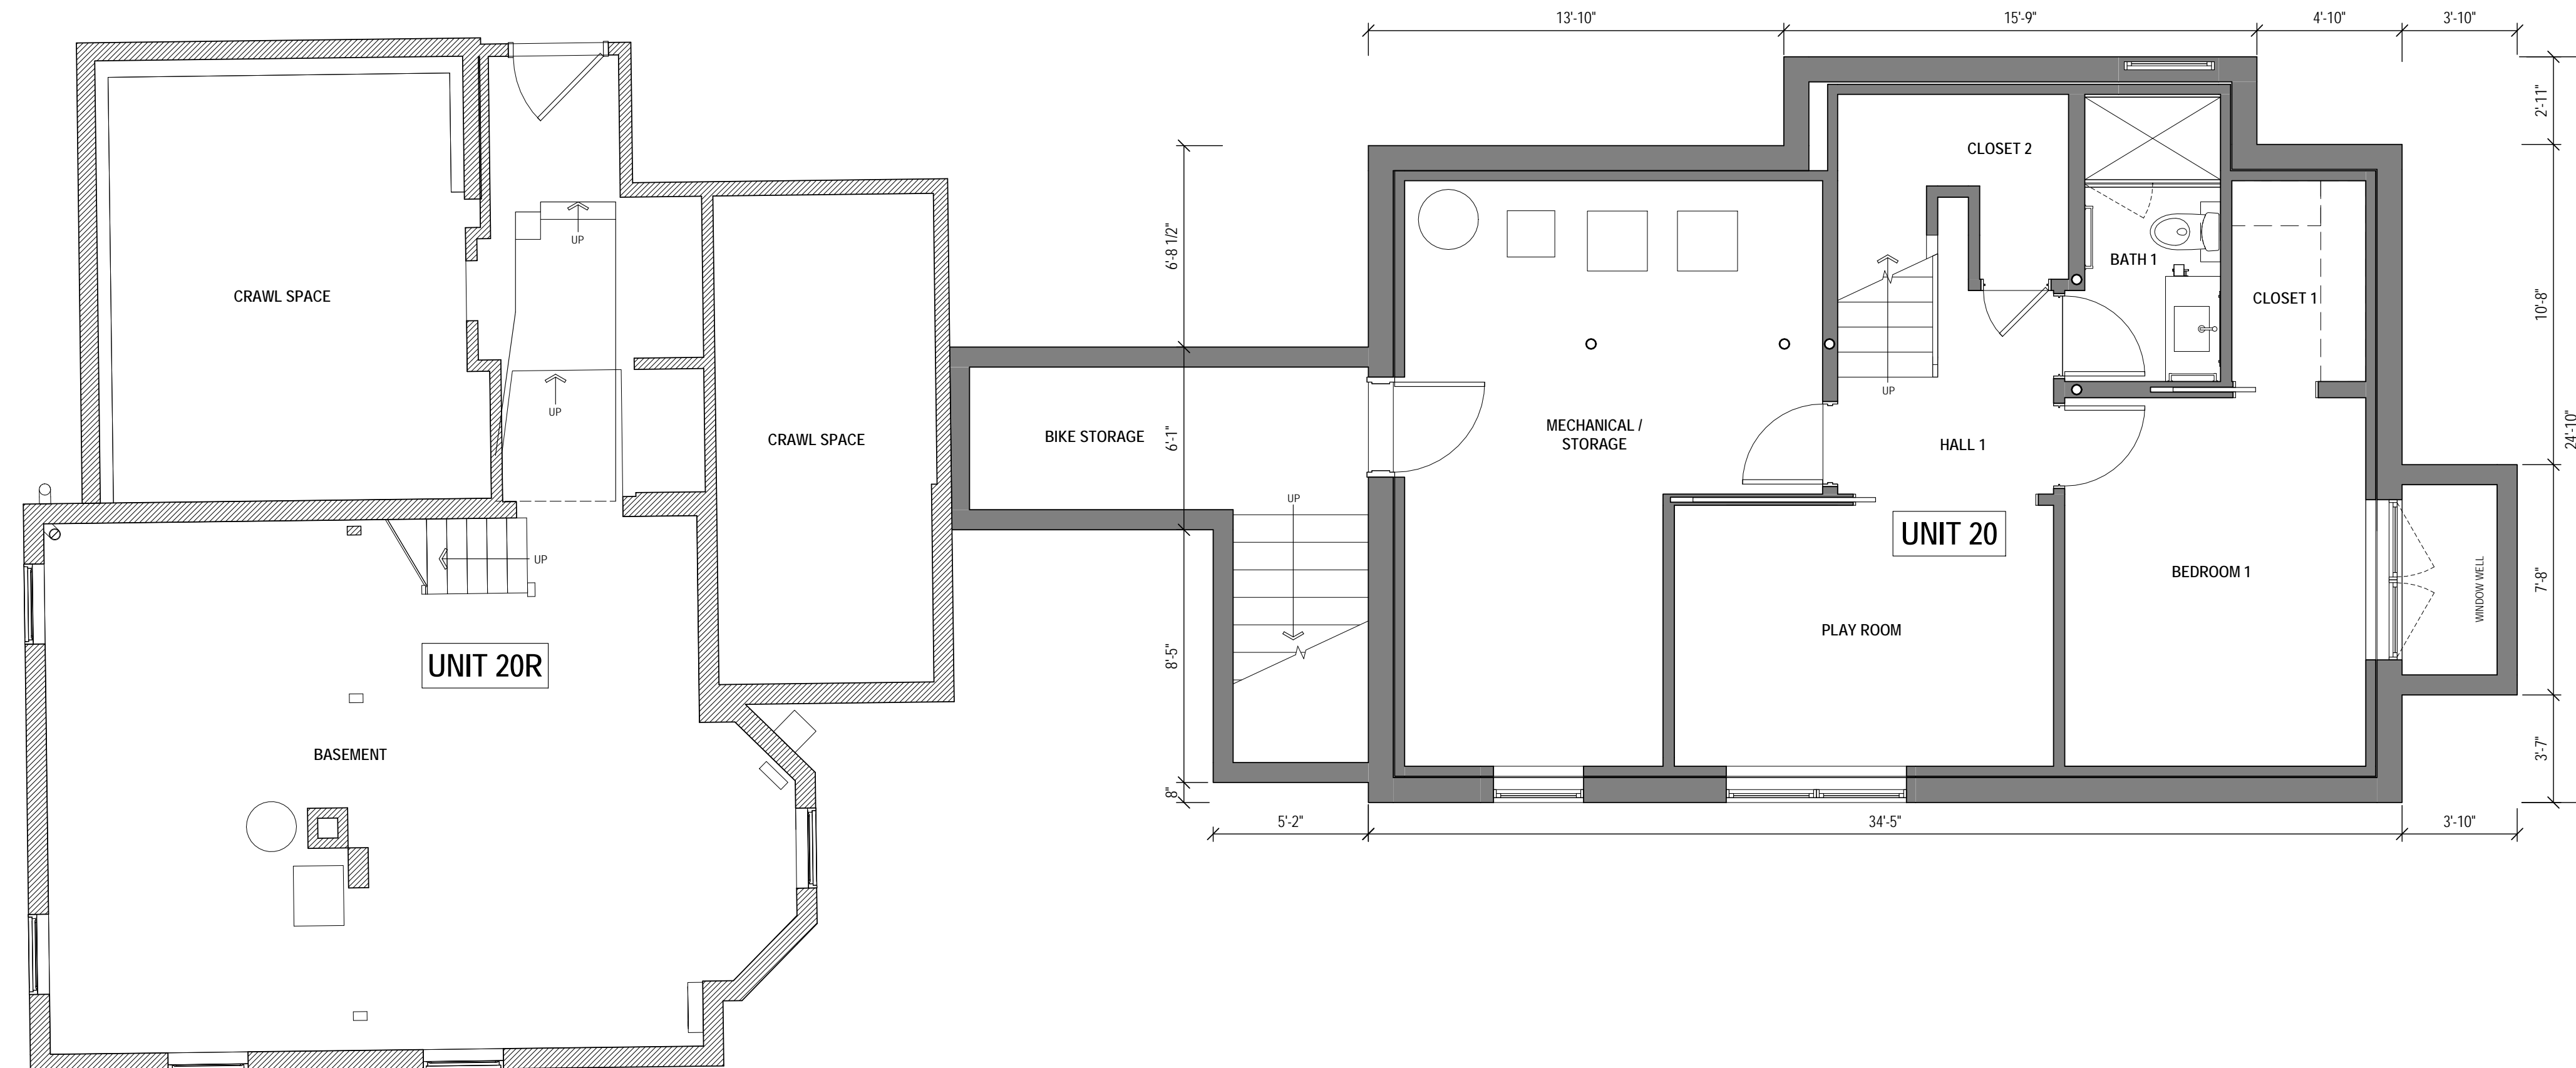 13'-10"
15'-9"
4'-10"
3'-10"
2'-11"
CLOSET 2
UP
6'-8 1/2"
BATH 1
CRAWL SPACE
CLOSET 1
10'-8"
UP
UP
MECHANICAL /
STORAGE
CRAWL SPACE
BIKE STORAGE
6'-1"
HALL 1
24'-10"
UP
UNIT 20
UP
BEDROOM 1
WINDOW WELL
7'-8"
PLAY ROOM
8'-5"
UNIT 20R
BASEMENT
3'-7"
8"
5'-2"
34'-5"
3'-10"